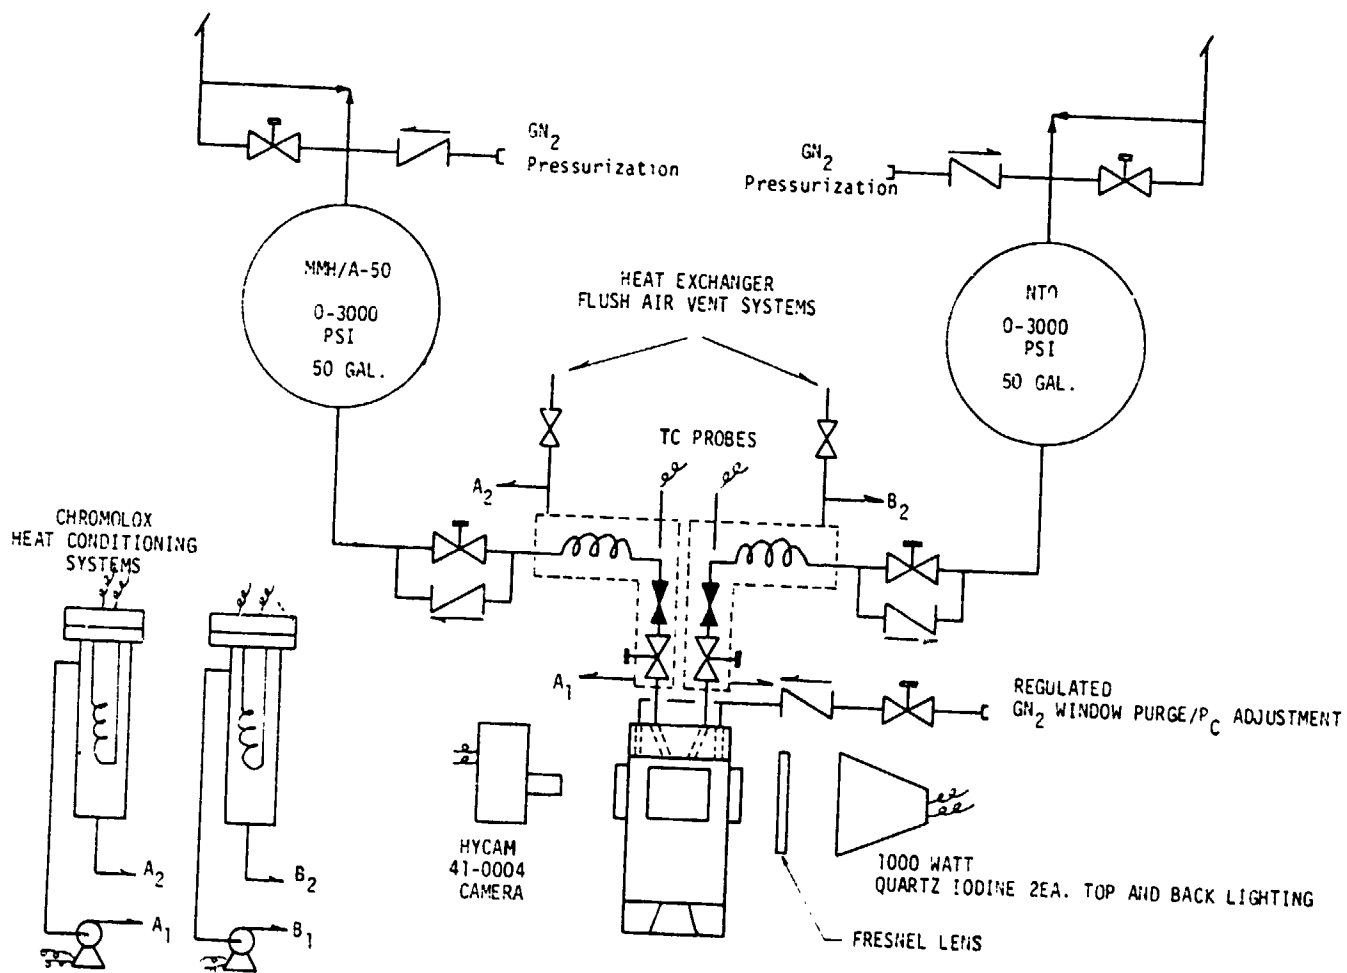 GN2
Pressurization
GN2
Pressurization
MMH/A-50
0-3000
PSI
50 GAL.
HEAT EXCHANGER
FLUSH AIR VENT SYSTEMS
NTO
0-3000
PSI
50 GAL.
TC PROBES
A2
B2
CHROMOLOX
HEAT CONDITIONING
SYSTEMS
A1
REGULATED
GN2 WINDOW PURGE/PC ADJUSTMENT
HYCAM
41-0004
CAMERA
1000 WATT
QUARTZ IODINE 2EA. TOP AND BACK LIGHTING
FRESNEL LENS
A2
B2
A1
B1